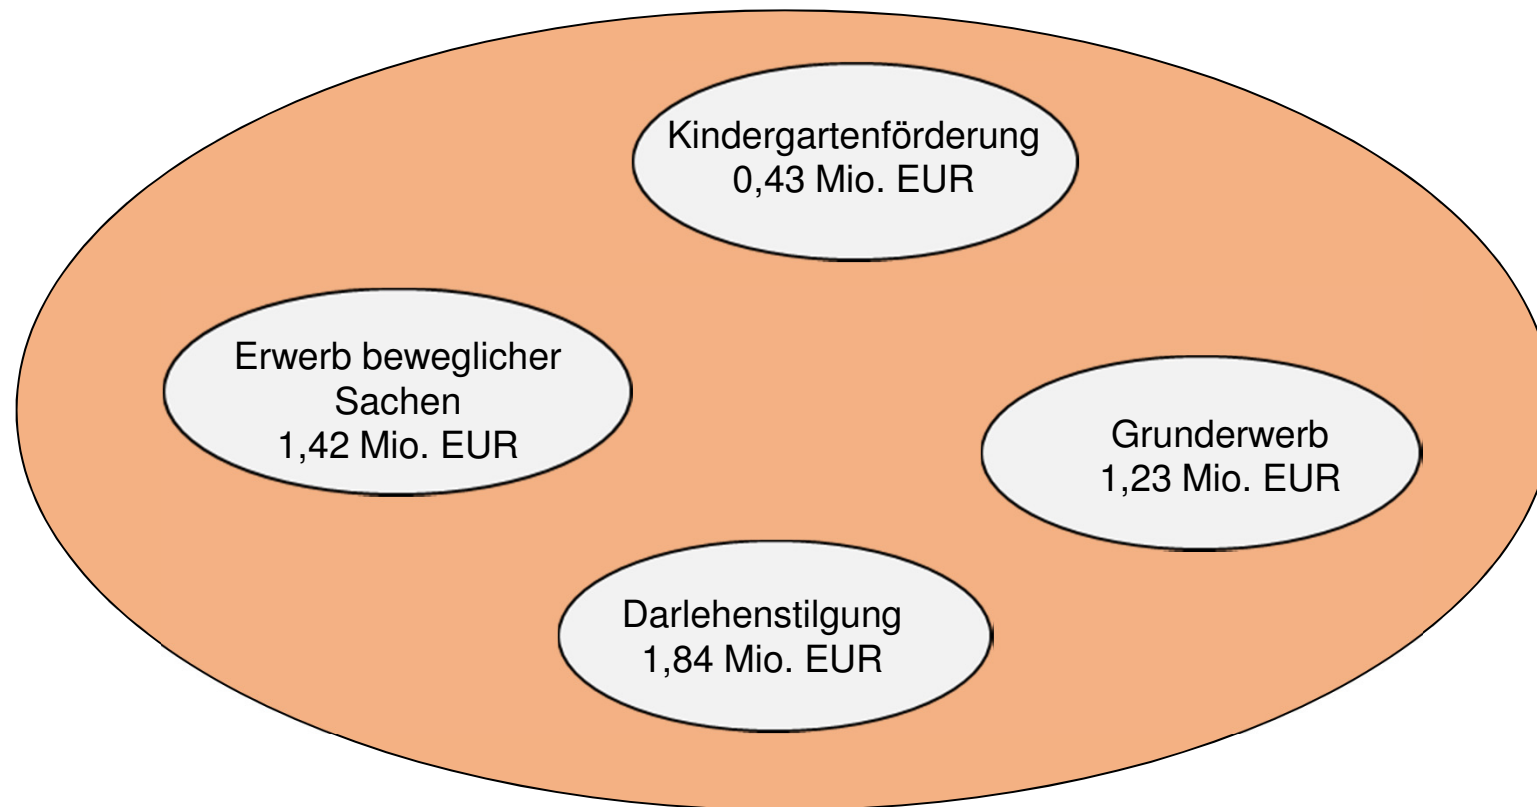 Kindergartenförderung
0,43 Mio. EUR
Erwerb beweglicher
Sachen
1,42 Mio. EUR
Grunderwerb
1,23 Mio. EUR
Darlehenstilgung
1,84 Mio. EUR